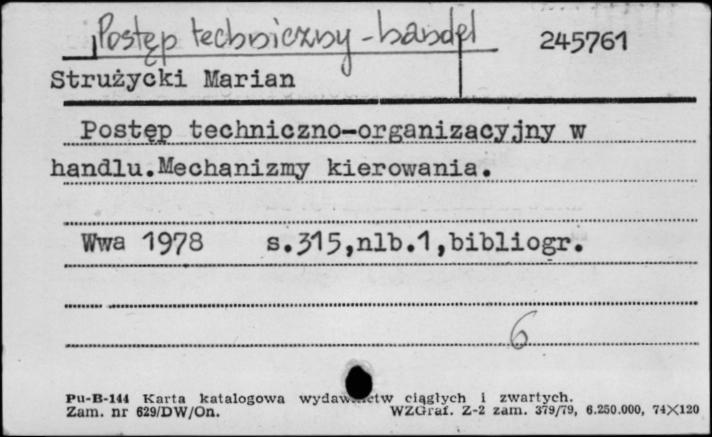 Postęp techniczny - handel 245761
Strużycki Marian
Postęp techniczno-organizacyjny w
handlu.Mechanizmy kierowania.
Wwa 1978 s.315,nlb.1,bibliogr.
6
Pu-B-144 Karta katalogowa wydawnictw ciągłych i zwartych.
Zam. nr 629/DW/On. WZGraf. Z-2 zam. 379/79, 6.250.000, 74×120